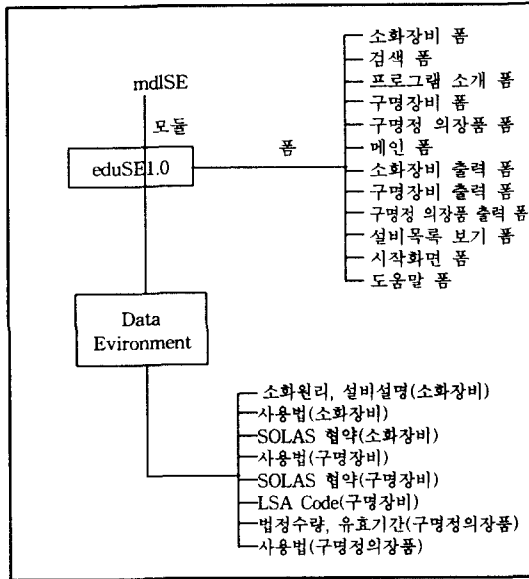 소화장비 폼
검색 폼
프로그램 소개 폼
구명장비 폼
구명정 의장품 폼
메인 폼
소화장비 출력 폼
구명장비 출력 폼
구명정 의장품 출력 폼
설비목록 보기 폼
시작화면 폼
도움말 폼
mdlSE
모듈
폼
eduSE1.0
Data
Evironment
소화원리, 설비설명(소화장비)
사용법(소화장비)
SOLAS 협약(소화장비)
사용법(구명장비)
SOLAS 협약(구명장비)
LSA Code(구명장비)
법정수량, 유효기간(구명정의장품)
사용법(구명정의장품)